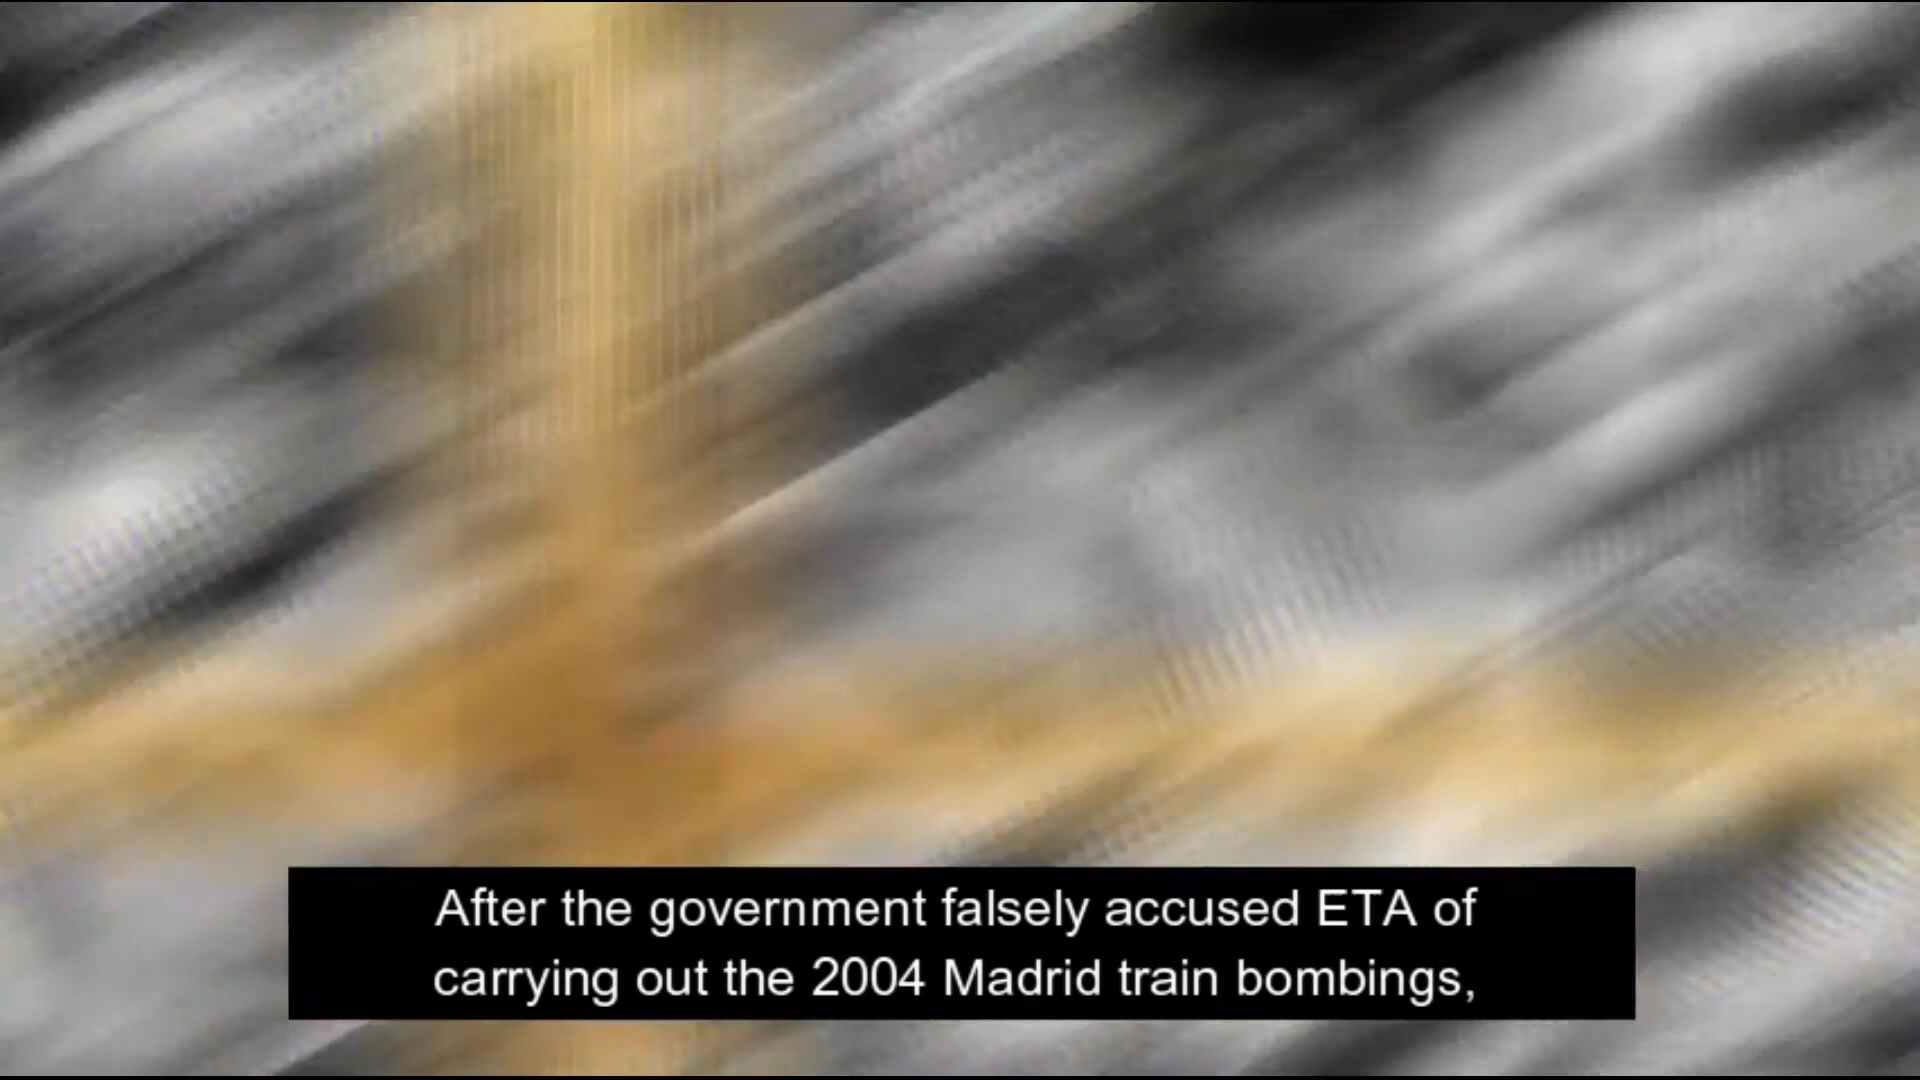 After the government falsely accused ETA of
carrying out the 2004 Madrid train bombings,